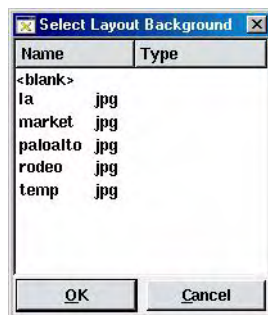 Select Layout Background
Name Type
<blank>
la jpg
market jpg
paloalto jpg
rodeo jpg
temp jpg
OK Cancel